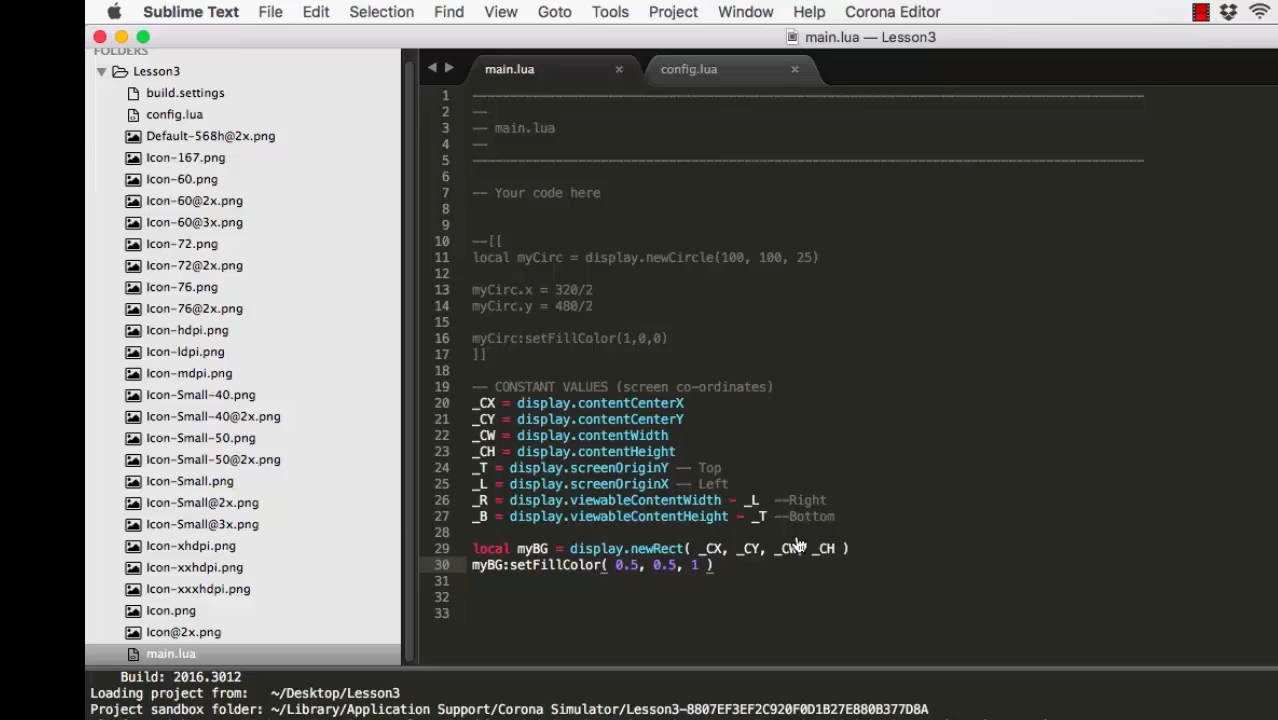 Sublime Text File Edit Selection Find View Goto Tools Project Window Help Corona Editor
main.lua — Lesson3
FOLDERS
Lesson3
build.settings
config.lua
Default-568h@2x.png
Icon-167.png
Icon-60.png
Icon-60@2x.png
Icon-60@3x.png
Icon-72.png
Icon-72@2x.png
Icon-76.png
Icon-76@2x.png
Icon-hdpi.png
Icon-ldpi.png
Icon-mdpi.png
Icon-Small-40.png
Icon-Small-40@2x.png
Icon-Small-50.png
Icon-Small-50@2x.png
Icon-Small.png
Icon-Small@2x.png
Icon-Small@3x.png
Icon-xhdpi.png
Icon-xxhdpi.png
Icon-xxxhdpi.png
Icon.png
Icon@2x.png
main.lua
main.lua × config.lua ×
1 -----------------------------------------------------------------------------------------
2 --
3 -- main.lua
4 --
5 -----------------------------------------------------------------------------------------
6
7 -- Your code here
8
9
10 --[[
11 local myCirc = display.newCircle(100, 100, 25)
12
13 myCirc.x = 320/2
14 myCirc.y = 480/2
15
16 myCirc:setFillColor(1,0,0)
17 ]]
18
19 -- CONSTANT VALUES (screen co-ordinates)
20 _CX = display.contentCenterX
21 _CY = display.contentCenterY
22 _CW = display.contentWidth
23 _CH = display.contentHeight
24 _T = display.screenOriginY -- Top
25 _L = display.screenOriginX -- Left
26 _R = display.viewableContentWidth - _L --Right
27 _B = display.viewableContentHeight - _T --Bottom
28
29 local myBG = display.newRect( _CX, _CY, _CW, _CH )
30 myBG:setFillColor( 0.5, 0.5, 1 )
31
32
33
Build: 2016.3012
Loading project from: ~/Desktop/Lesson3
Project sandbox folder: ~/Library/Application Support/Corona Simulator/Lesson3-8807EF3EF2C920F0D1B27E880B377D8A